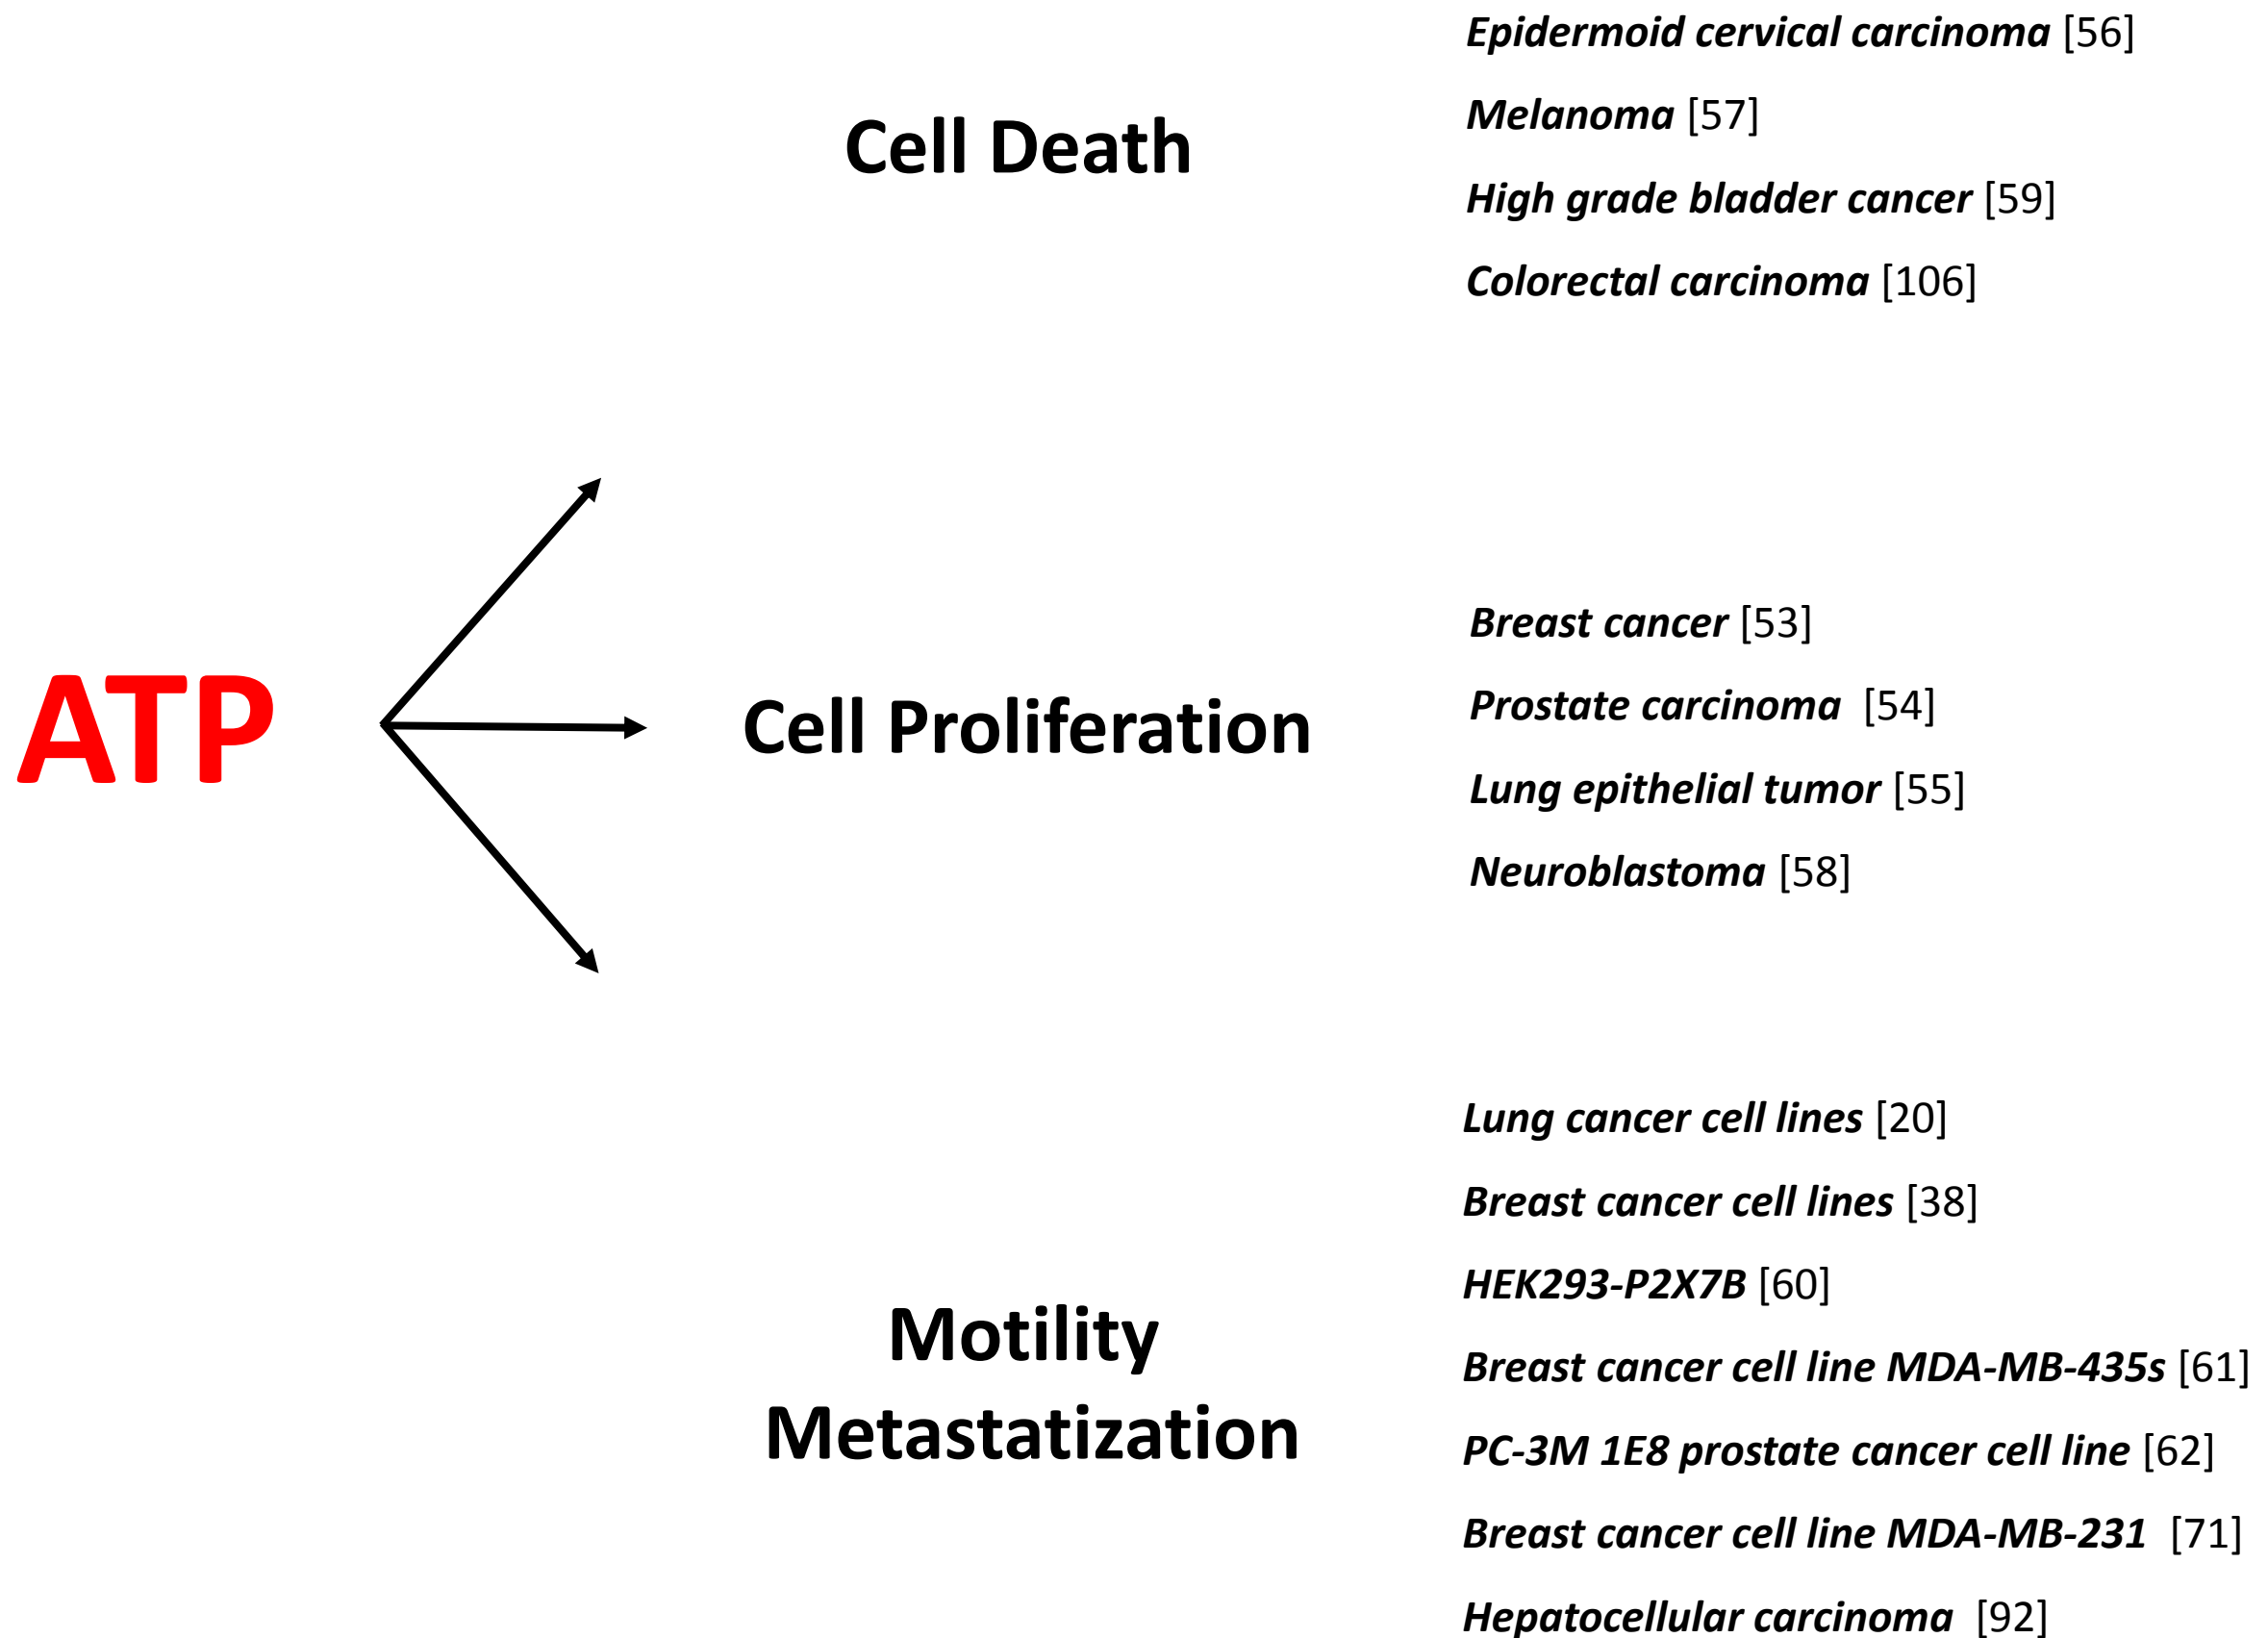 Epidermoid cervical carcinoma [56]
Melanoma [57]
Cell Death
High grade bladder cancer [59]
Colorectal carcinoma [106]
Breast cancer [53]
Prostate carcinoma [54]
ATP
Cell Proliferation
Lung epithelial tumor [55]
Neuroblastoma [58]
Lung cancer cell lines [20]
Breast cancer cell lines [38]
HEK293-P2X7B [60]
Motility
Metastatization
Breast cancer cell line MDA-MB-435s [61]
PC-3M 1E8 prostate cancer cell line [62]
Breast cancer cell line MDA-MB-231 [71]
Hepatocellular carcinoma [92]